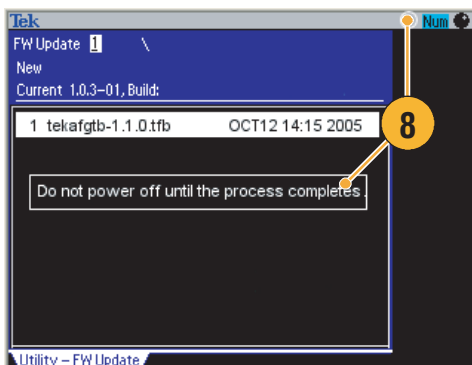 Tek Num
FW Update 1 \
New
Current 1.0.3-01, Build:
1 tekafgtb-1.1.0.tfb OCT12 14:15 2005
8
Do not power off until the process completes.
Utility - FW Update